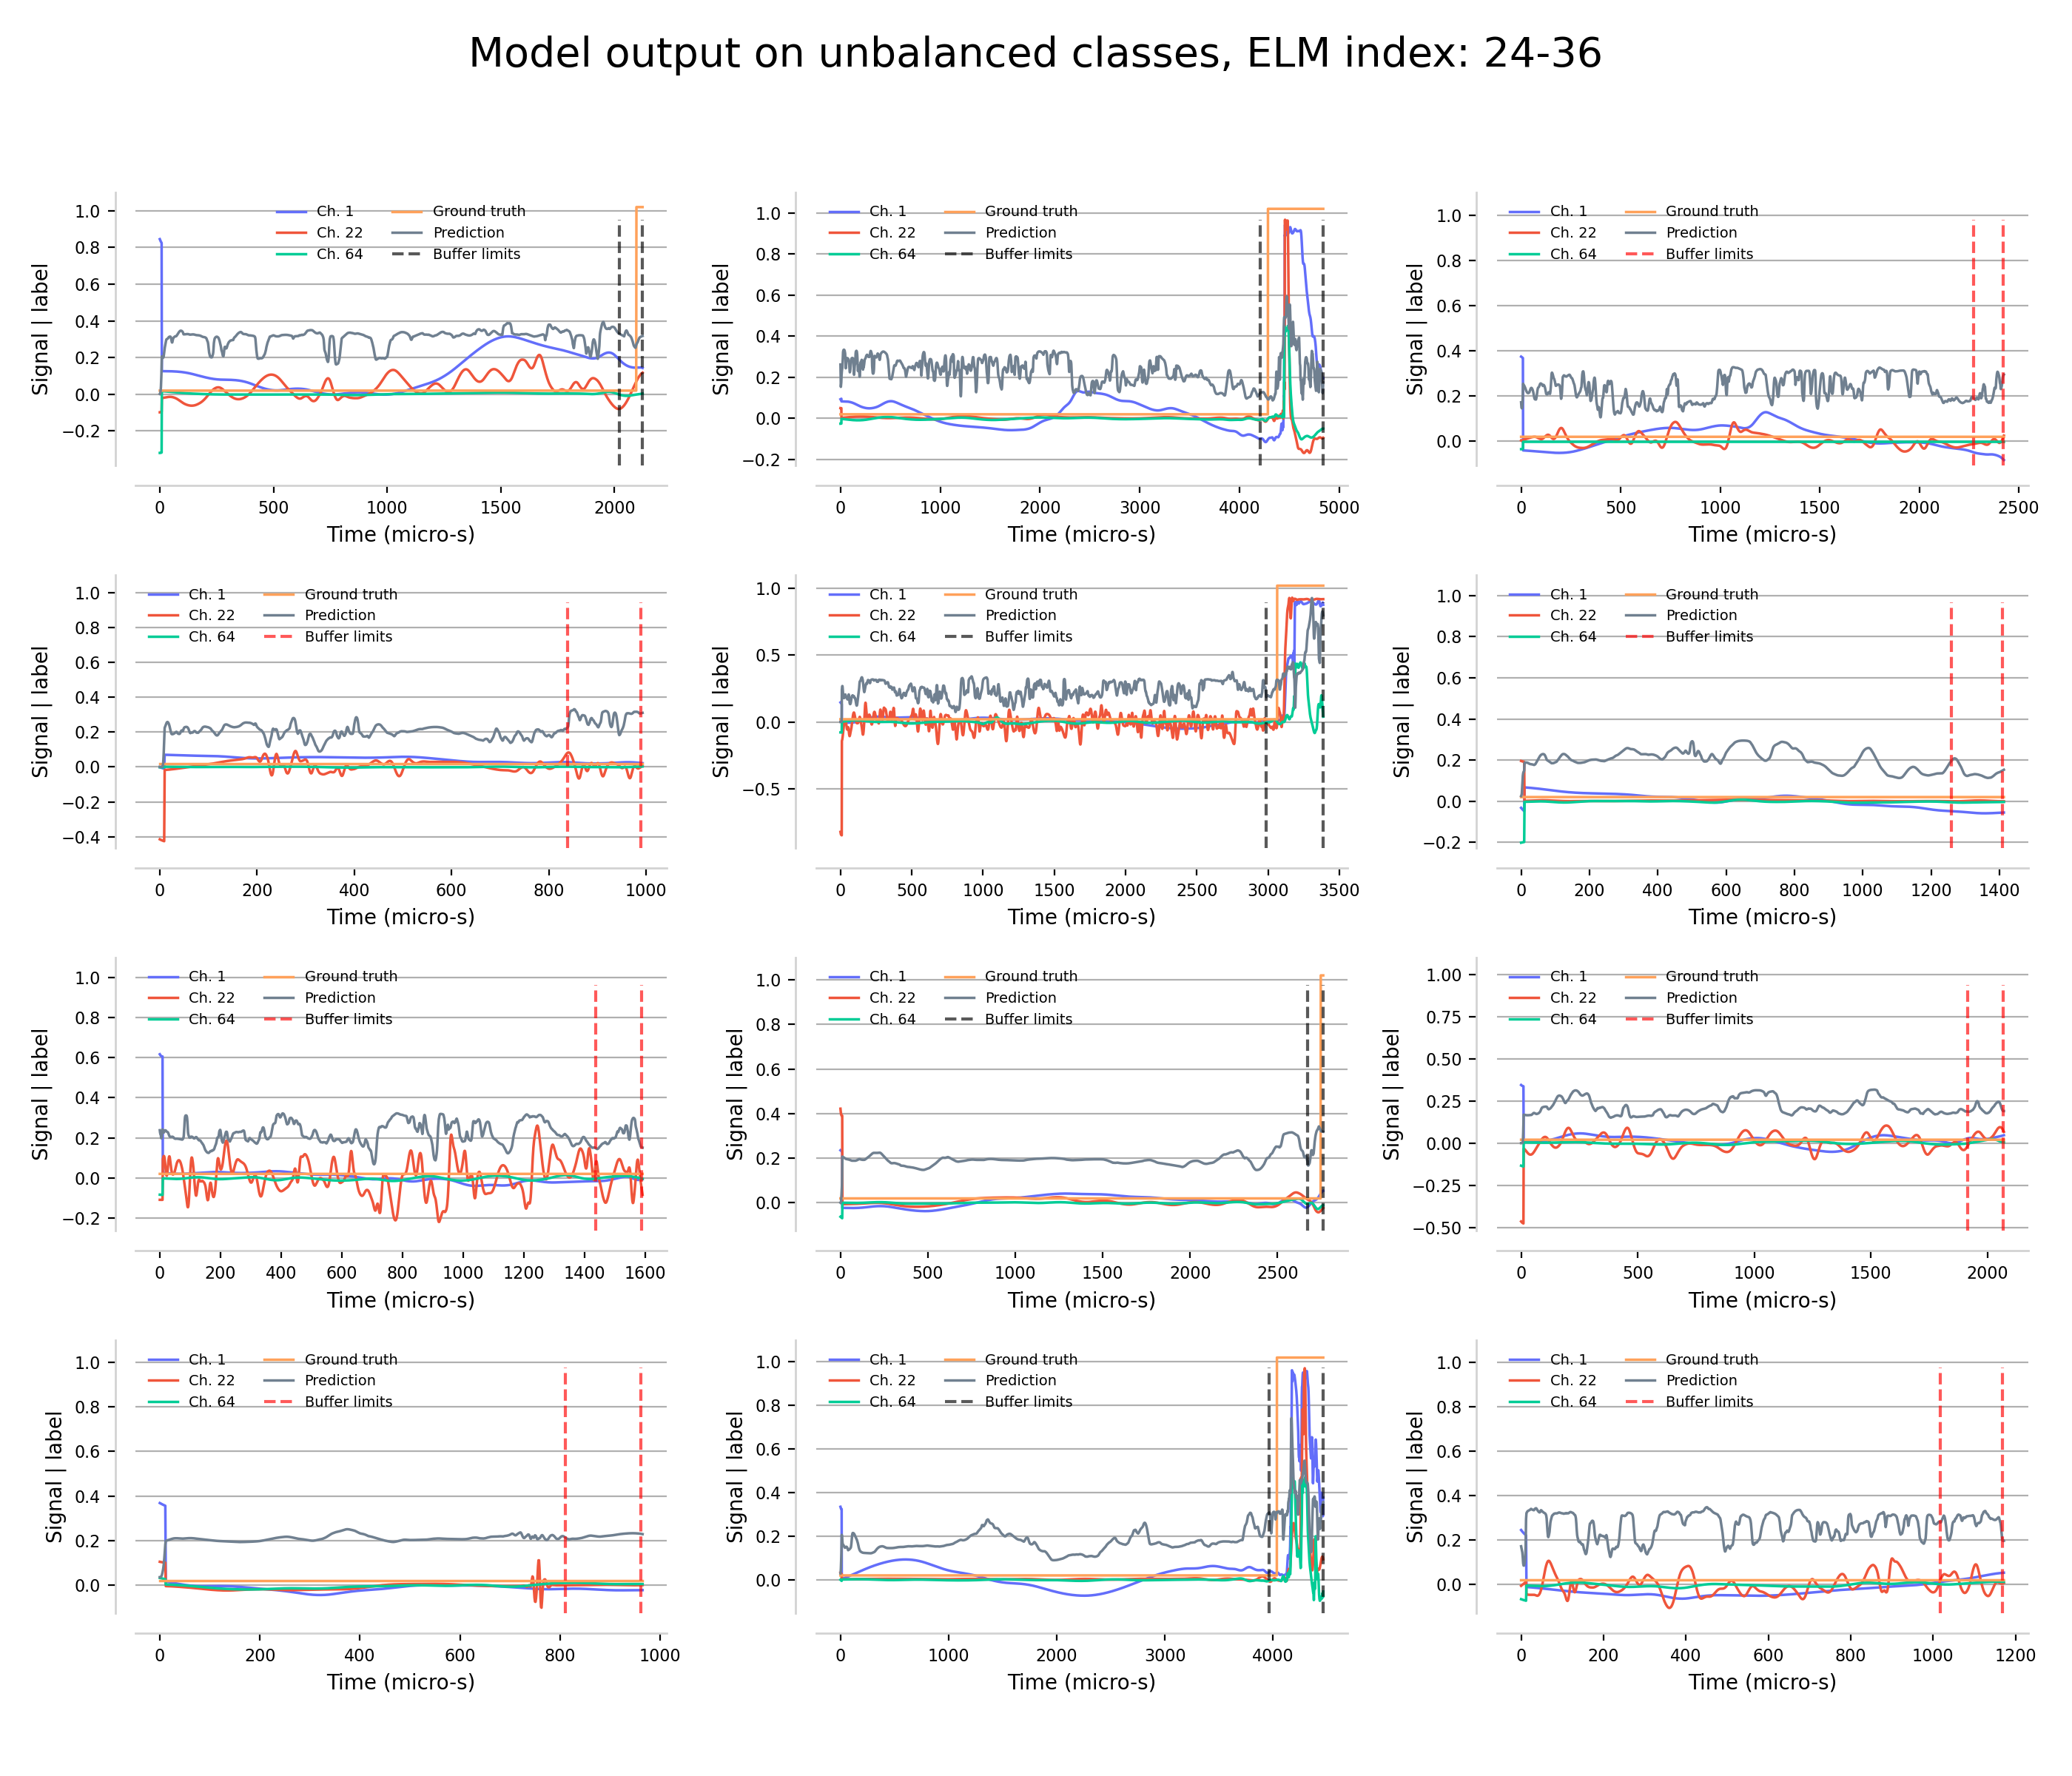 Model output on unbalanced classes, ELM index: 24-36
Signal | label
1.0
0.8
0.6
0.4
0.2
0.0
−0.2
Ch. 1
Ch. 22
Ch. 64
Ground truth
Prediction
Buffer limits
0 500 1000 1500 2000
Time (micro-s)
Signal | label
1.0
0.8
0.6
0.4
0.2
0.0
−0.2
Ch. 1
Ch. 22
Ch. 64
Ground truth
Prediction
Buffer limits
0 1000 2000 3000 4000 5000
Time (micro-s)
Signal | label
1.0
0.8
0.6
0.4
0.2
0.0
Ch. 1
Ch. 22
Ch. 64
Ground truth
Prediction
Buffer limits
0 500 1000 1500 2000 2500
Time (micro-s)
Signal | label
1.0
0.8
0.6
0.4
0.2
0.0
−0.2
−0.4
Ch. 1
Ch. 22
Ch. 64
Ground truth
Prediction
Buffer limits
0 200 400 600 800 1000
Time (micro-s)
Signal | label
1.0
0.5
0.0
−0.5
Ch. 1
Ch. 22
Ch. 64
Ground truth
Prediction
Buffer limits
0 500 1000 1500 2000 2500 3000 3500
Time (micro-s)
Signal | label
1.0
0.8
0.6
0.4
0.2
0.0
−0.2
Ch. 1
Ch. 22
Ch. 64
Ground truth
Prediction
Buffer limits
0 200 400 600 800 1000 1200 1400
Time (micro-s)
Signal | label
1.0
0.8
0.6
0.4
0.2
0.0
−0.2
Ch. 1
Ch. 22
Ch. 64
Ground truth
Prediction
Buffer limits
0 200 400 600 800 1000 1200 1400 1600
Time (micro-s)
Signal | label
1.0
0.8
0.6
0.4
0.2
0.0
Ch. 1
Ch. 22
Ch. 64
Ground truth
Prediction
Buffer limits
0 500 1000 1500 2000 2500
Time (micro-s)
Signal | label
1.00
0.75
0.50
0.25
0.00
−0.25
−0.50
Ch. 1
Ch. 22
Ch. 64
Ground truth
Prediction
Buffer limits
0 500 1000 1500 2000
Time (micro-s)
Signal | label
1.0
0.8
0.6
0.4
0.2
0.0
Ch. 1
Ch. 22
Ch. 64
Ground truth
Prediction
Buffer limits
0 200 400 600 800 1000
Time (micro-s)
Signal | label
1.0
0.8
0.6
0.4
0.2
0.0
Ch. 1
Ch. 22
Ch. 64
Ground truth
Prediction
Buffer limits
0 1000 2000 3000 4000
Time (micro-s)
Signal | label
1.0
0.8
0.6
0.4
0.2
0.0
Ch. 1
Ch. 22
Ch. 64
Ground truth
Prediction
Buffer limits
0 200 400 600 800 1000 1200
Time (micro-s)